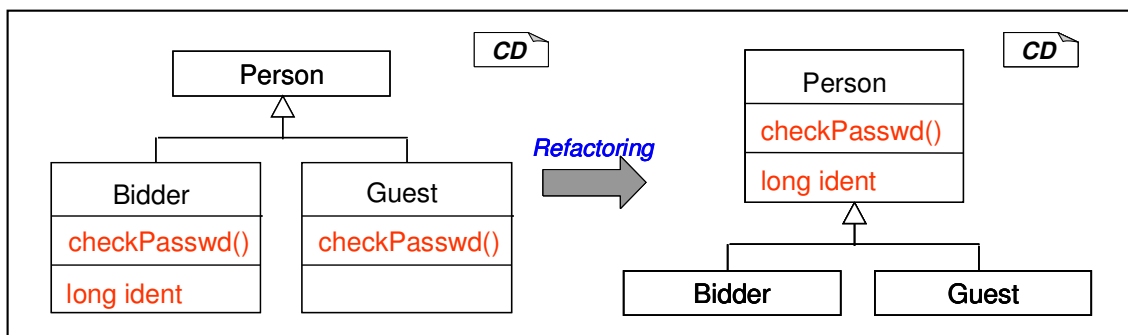 CD
Person
Bidder
checkPasswd()
long ident
Guest
checkPasswd()
Refactoring
CD
Person
checkPasswd()
long ident
Bidder
Guest